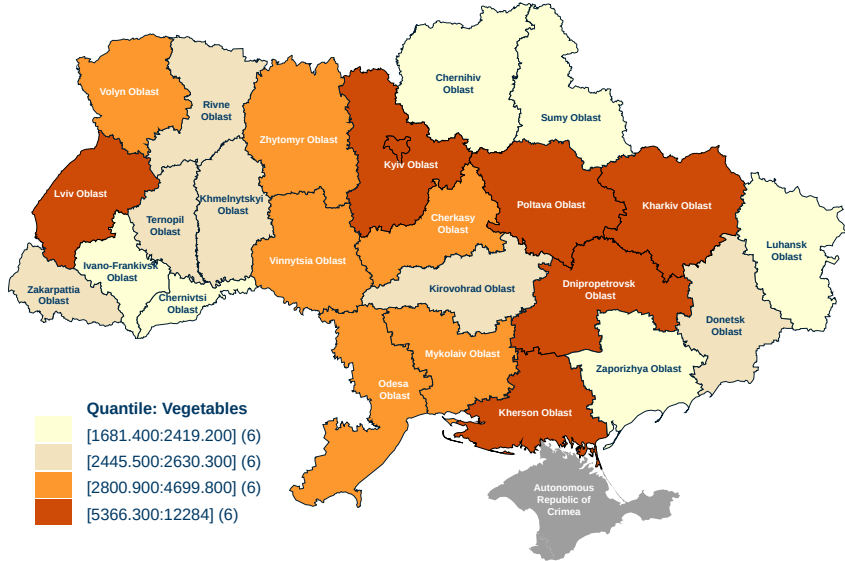 Chernihiv
Oblast
Volyn Oblast
Rivne
Oblast
Sumy Oblast
Zhytomyr Oblast
Kyiv Oblast
Lviv Oblast
Khmelnytskyi
Oblast
Poltava Oblast
Kharkiv Oblast
Ternopil
Oblast
Cherkasy
Oblast
Luhansk
Oblast
Vinnytsia Oblast
Ivano-Frankivsk
Oblast
Zakarpattia
Oblast
Chernivtsi
Oblast
Kirovohrad Oblast
Dnipropetrovsk
Oblast
Donetsk
Oblast
Mykolaiv Oblast
Zaporizhya Oblast
Odesa
Oblast
Kherson Oblast
Quantile: Vegetables
[1681.400:2419.200] (6)
[2445.500:2630.300] (6)
[2800.900:4699.800] (6)
[5366.300:12284] (6)
Autonomous
Republic of
Crimea